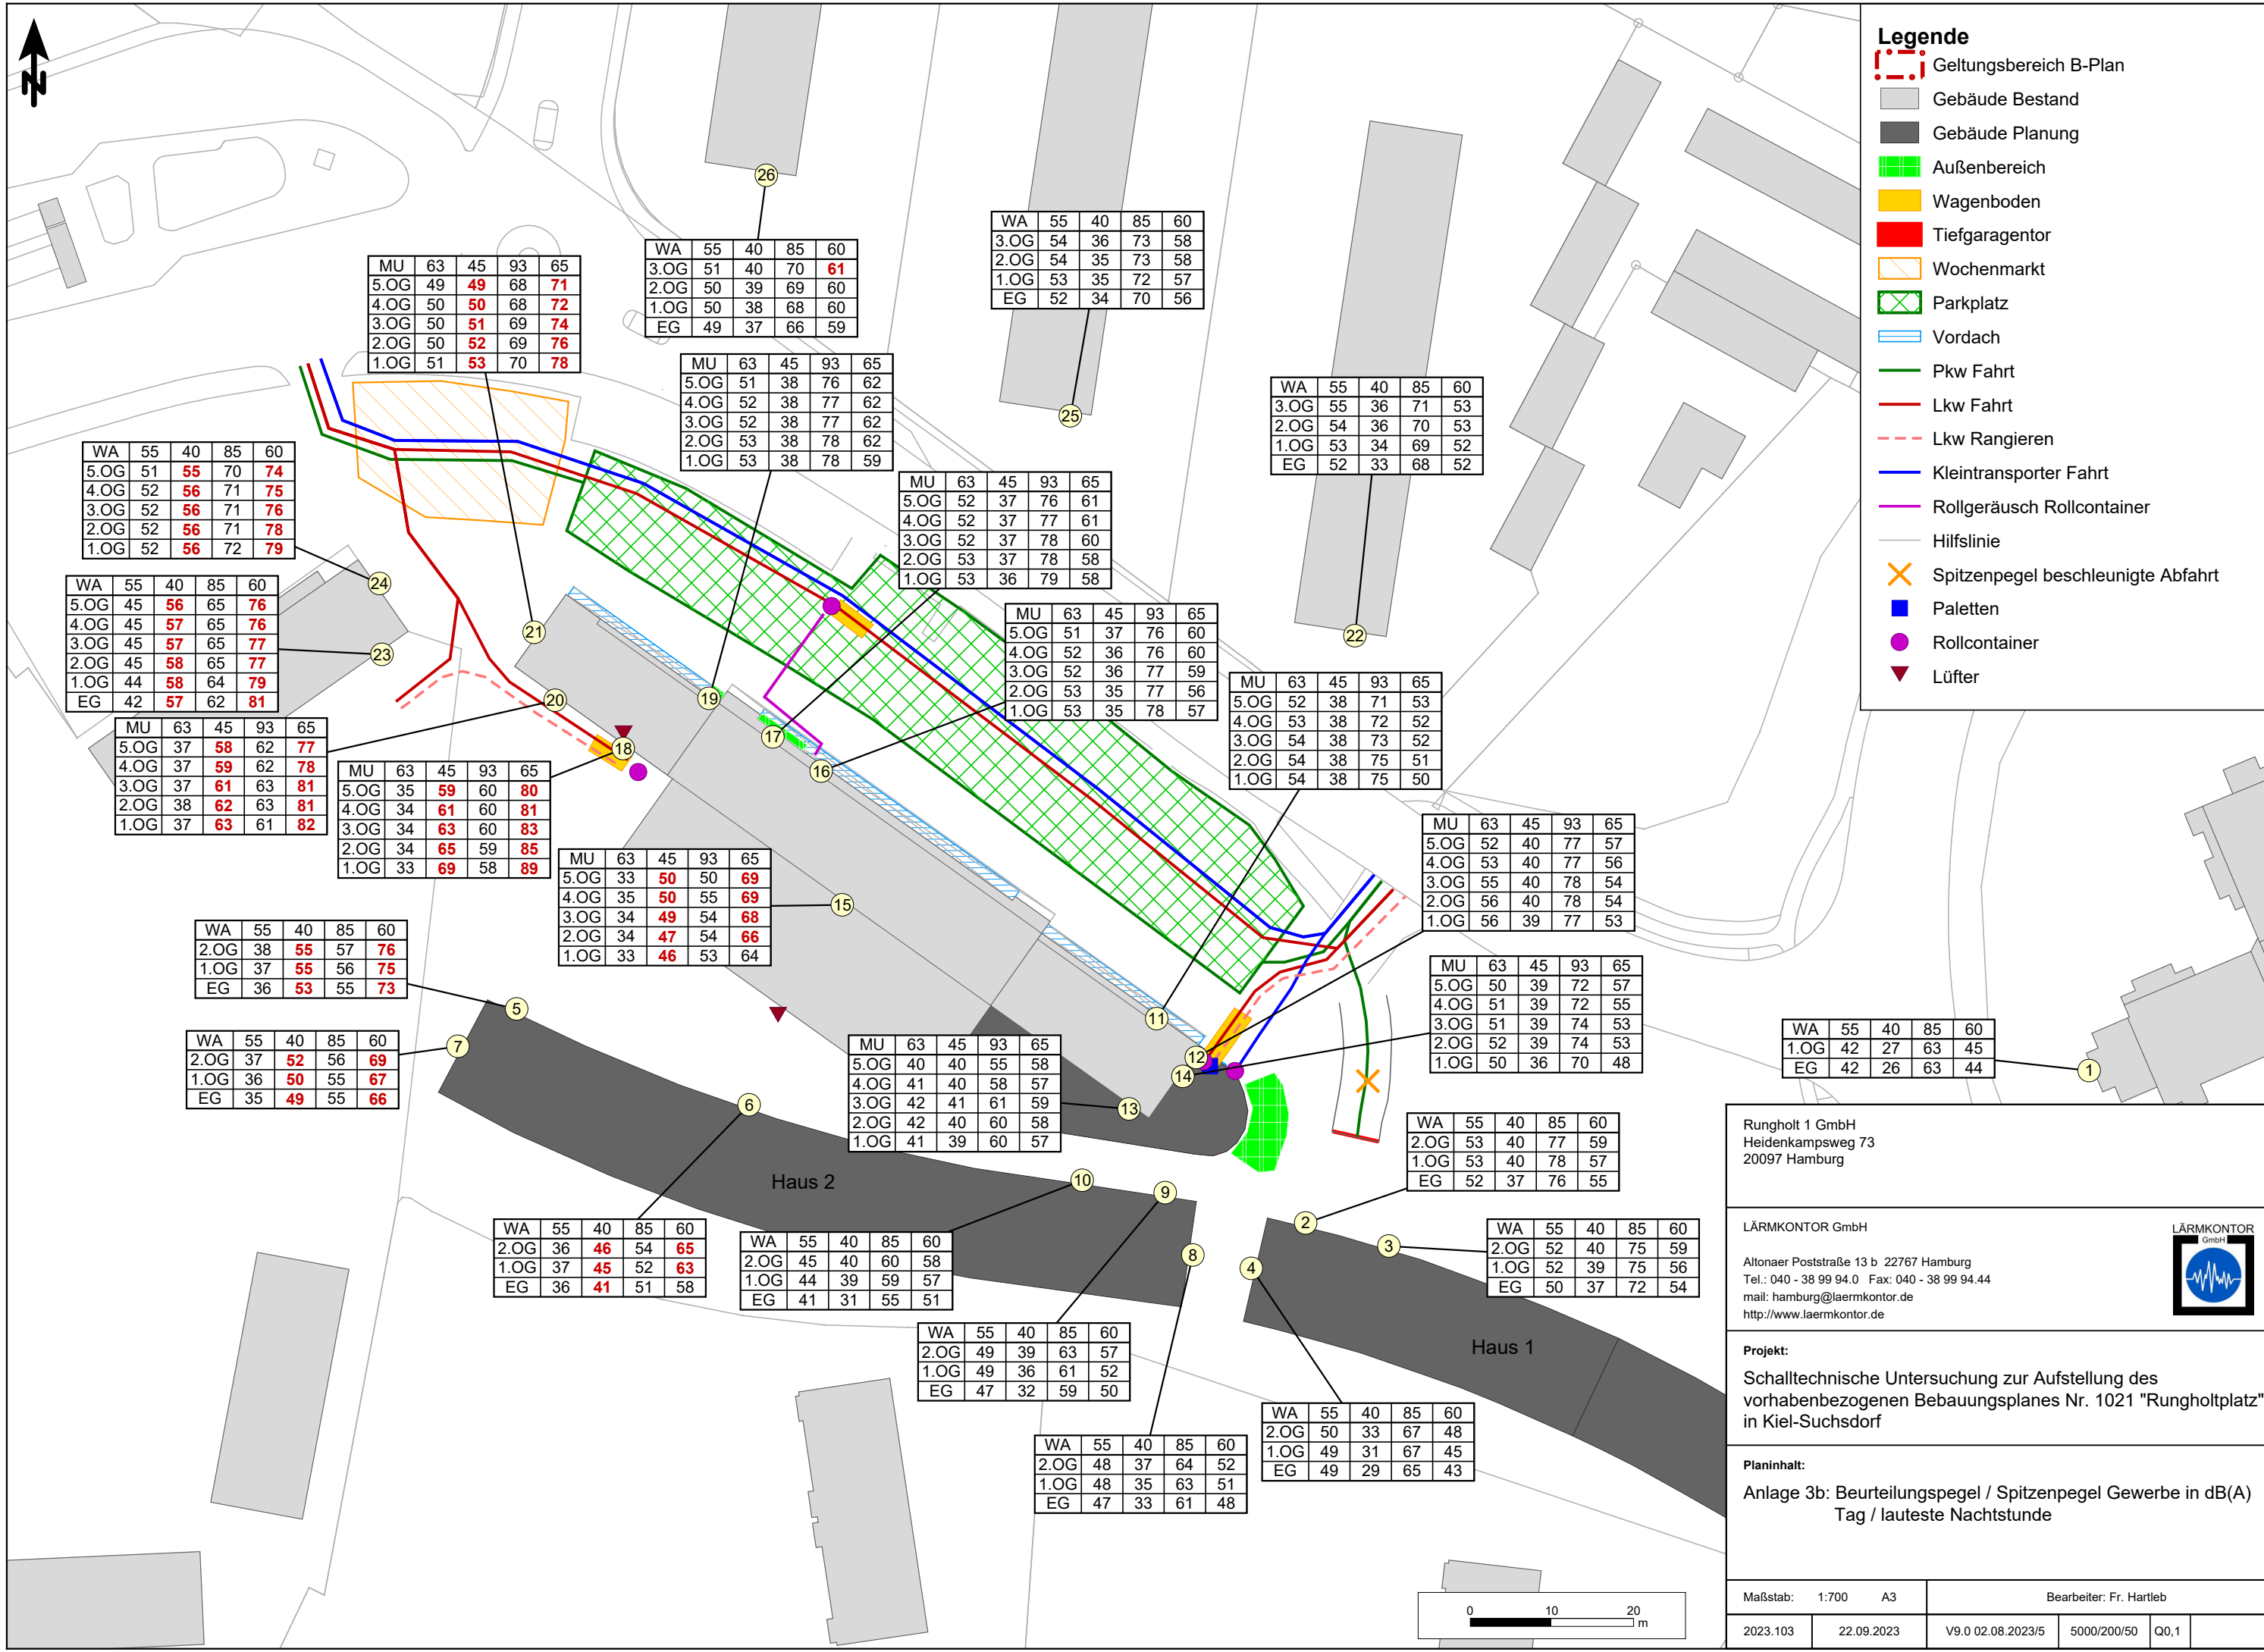 N
Legende
Geltungsbereich B-Plan
Gebäude Bestand
Gebäude Planung
Außenbereich
Wagenboden
Tiefgaragentor
Wochenmarkt
Parkplatz
Vordach
Pkw Fahrt
Lkw Fahrt
Lkw Rangieren
Kleintransporter Fahrt
Rollgeräusch Rollcontainer
Hilfslinie
Spitzenpegel beschleunigte Abfahrt
Paletten
Rollcontainer
Lüfter
26
WA 55 40 85 60
3.OG 51 40 70 61
2.OG 50 39 69 60
1.OG 50 38 68 60
EG 49 37 66 59
WA 55 40 85 60
3.OG 54 36 73 58
2.OG 54 35 73 58
1.OG 53 35 72 57
EG 52 34 70 56
25
MU 63 45 93 65
5.OG 49 49 68 71
4.OG 50 50 68 72
3.OG 50 51 69 74
2.OG 50 52 69 76
1.OG 51 53 70 78
21
MU 63 45 93 65
5.OG 51 38 76 62
4.OG 52 38 77 62
3.OG 52 38 77 62
2.OG 53 38 78 62
1.OG 53 38 78 59
19
WA 55 40 85 60
3.OG 55 36 71 53
2.OG 54 36 70 53
1.OG 53 34 69 52
EG 52 33 68 52
22
WA 55 40 85 60
5.OG 51 55 70 74
4.OG 52 56 71 75
3.OG 52 56 71 76
2.OG 52 56 71 78
1.OG 52 56 72 79
24
MU 63 45 93 65
5.OG 52 37 76 61
4.OG 52 37 77 61
3.OG 52 37 78 60
2.OG 53 37 78 58
1.OG 53 36 79 58
17
WA 55 40 85 60
5.OG 45 56 65 76
4.OG 45 57 65 76
3.OG 45 57 65 77
2.OG 45 58 65 77
1.OG 44 58 64 79
EG 42 57 62 81
23
MU 63 45 93 65
5.OG 51 37 76 60
4.OG 52 36 76 60
3.OG 52 36 77 59
2.OG 53 35 77 56
1.OG 53 35 78 57
16
MU 63 45 93 65
5.OG 52 38 71 53
4.OG 53 38 72 52
3.OG 54 38 73 52
2.OG 54 38 75 51
1.OG 54 38 75 50
11
MU 63 45 93 65
5.OG 37 58 62 77
4.OG 37 59 62 78
3.OG 37 61 63 81
2.OG 38 62 63 81
1.OG 37 63 61 82
20
MU 63 45 93 65
5.OG 35 59 60 80
4.OG 34 61 60 81
3.OG 34 63 60 83
2.OG 34 65 59 85
1.OG 33 69 58 89
18
MU 63 45 93 65
5.OG 52 40 77 57
4.OG 53 40 77 56
3.OG 55 40 78 54
2.OG 56 40 78 54
1.OG 56 39 77 53
12
MU 63 45 93 65
5.OG 33 50 50 69
4.OG 35 50 55 69
3.OG 34 49 54 68
2.OG 34 47 54 66
1.OG 33 46 53 64
15
WA 55 40 85 60
2.OG 38 55 57 76
1.OG 37 55 56 75
EG 36 53 55 73
5
MU 63 45 93 65
5.OG 50 39 72 57
4.OG 51 39 72 55
3.OG 51 39 74 53
2.OG 52 39 74 53
1.OG 50 36 70 48
14
WA 55 40 85 60
2.OG 37 52 56 69
1.OG 36 50 55 67
EG 35 49 55 66
7
MU 63 45 93 65
5.OG 40 40 55 58
4.OG 41 40 58 57
3.OG 42 41 61 59
2.OG 42 40 60 58
1.OG 41 39 60 57
13
WA 55 40 85 60
1.OG 42 27 63 45
EG 42 26 63 44
1
6
Haus 2
10
9
8
WA 55 40 85 60
2.OG 53 40 77 59
1.OG 53 40 78 57
EG 52 37 76 55
2
3
4
WA 55 40 85 60
2.OG 36 46 54 65
1.OG 37 45 52 63
EG 36 41 51 58
WA 55 40 85 60
2.OG 45 40 60 58
1.OG 44 39 59 57
EG 41 31 55 51
WA 55 40 85 60
2.OG 52 40 75 59
1.OG 52 39 75 56
EG 50 37 72 54
WA 55 40 85 60
2.OG 49 39 63 57
1.OG 49 36 61 52
EG 47 32 59 50
Haus 1
WA 55 40 85 60
2.OG 50 33 67 48
1.OG 49 31 67 45
EG 49 29 65 43
WA 55 40 85 60
2.OG 48 37 64 52
1.OG 48 35 63 51
EG 47 33 61 48
0 10 20
m
Rungholt 1 GmbH
Heidenkampsweg 73
20097 Hamburg
LÄRMKONTOR GmbH
Altonaer Poststraße 13 b 22767 Hamburg
Tel.: 040 - 38 99 94.0 Fax: 040 - 38 99 94.44
mail: hamburg@laermkontor.de
http://www.laermkontor.de
LÄRMKONTOR
GmbH
Projekt:
Schalltechnische Untersuchung zur Aufstellung des
vorhabenbezogenen Bebauungsplanes Nr. 1021 "Rungholtplatz"
in Kiel-Suchsdorf
Planinhalt:
Anlage 3b: Beurteilungspegel / Spitzenpegel Gewerbe in dB(A)
Tag / lauteste Nachtstunde
Maßstab: 1:700 A3 Bearbeiter: Fr. Hartleb
2023.103 22.09.2023 V9.0 02.08.2023/5 5000/200/50 Q0,1